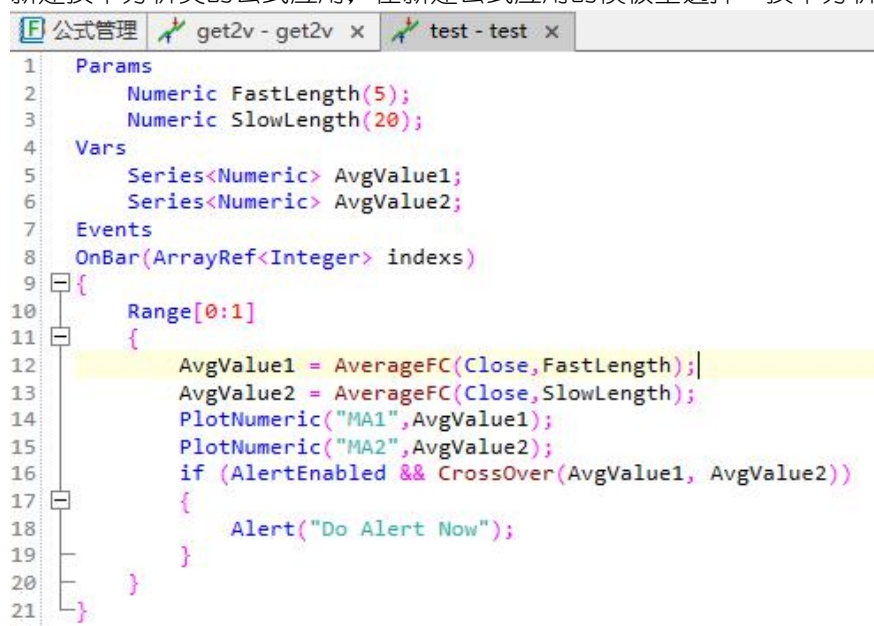 公式管理 get2v - get2v × test - test ×
1 Params
2 Numeric FastLength(5);
3 Numeric SlowLength(20);
4 Vars
5 Series<Numeric> AvgValue1;
6 Series<Numeric> AvgValue2;
7 Events
8 OnBar(ArrayRef<Integer> indexs)
9 {
10 Range[0:1]
11 {
12 AvgValue1 = AverageFC(Close,FastLength);
13 AvgValue2 = AverageFC(Close,SlowLength);
14 PlotNumeric("MA1",AvgValue1);
15 PlotNumeric("MA2",AvgValue2);
16 if (AlertEnabled && CrossOver(AvgValue1, AvgValue2))
17 {
18 Alert("Do Alert Now");
19 }
20 }
21 }